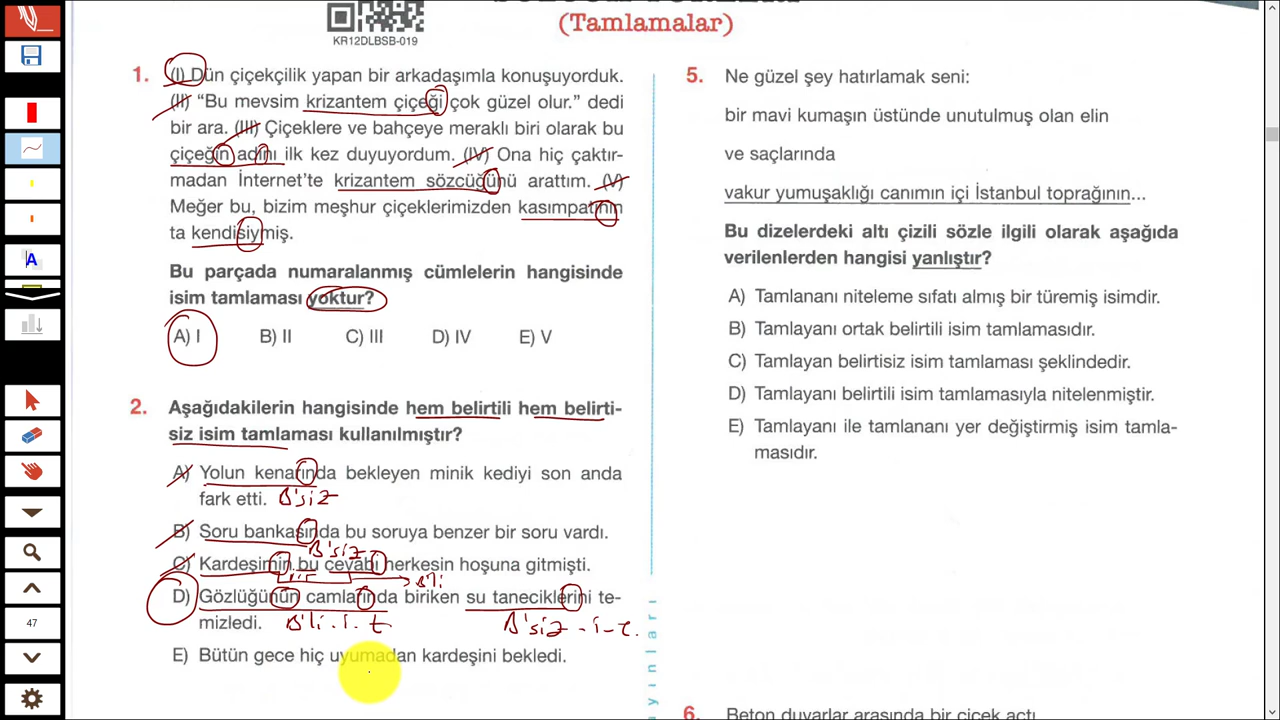 (Tamlamalar)
KR12DLBSB-019
1. (I) Dün çiçekçilik yapan bir arkadaşımla konuşuyorduk.
(II) “Bu mevsim krizantem çiçeği çok güzel olur.” dedi
bir ara. (III) Çiçeklere ve bahçeye meraklı biri olarak bu
çiçeğin adını ilk kez duyuyordum. (IV) Ona hiç çaktır-
madan İnternet’te krizantem sözcüğünü arattım. (V)
Meğer bu, bizim meşhur çiçeklerimizden kasımpatının
ta kendisiymiş.
Bu parçada numaralanmış cümlelerin hangisinde
isim tamlaması yoktur?
A) I B) II C) III D) IV E) V
2. Aşağıdakilerin hangisinde hem belirtili hem belirti-
siz isim tamlaması kullanılmıştır?
A) Yolun kenarında bekleyen minik kediyi son anda
fark etti. B'siz
B) Soru bankasında bu soruya benzer bir soru vardı.
B'siz
C) Kardeşimin bu cevabı herkesin hoşuna gitmişti.
B'li
D) Gözlüğünün camlarında biriken su taneciklerini te-
mizledi. B'li - i - t B'siz - i - t.
E) Bütün gece hiç uyumadan kardeşini bekledi.
5. Ne güzel şey hatırlamak seni:
bir mavi kumaşın üstünde unutulmuş olan elin
ve saçlarında
vakur yumuşaklığı canımın içi İstanbul toprağının...
Bu dizelerdeki altı çizili sözle ilgili olarak aşağıda
verilenlerden hangisi yanlıştır?
A) Tamlananı niteleme sıfatı almış bir türemiş isimdir.
B) Tamlayanı ortak belirtili isim tamlamasıdır.
C) Tamlayan belirtisiz isim tamlaması şeklindedir.
D) Tamlayanı belirtili isim tamlamasıyla nitelenmiştir.
E) Tamlayanı ile tamlananı yer değiştirmiş isim tamla-
masıdır.
6. Beton duvarlar arasında bir çiçek açtı
yınları
A
47